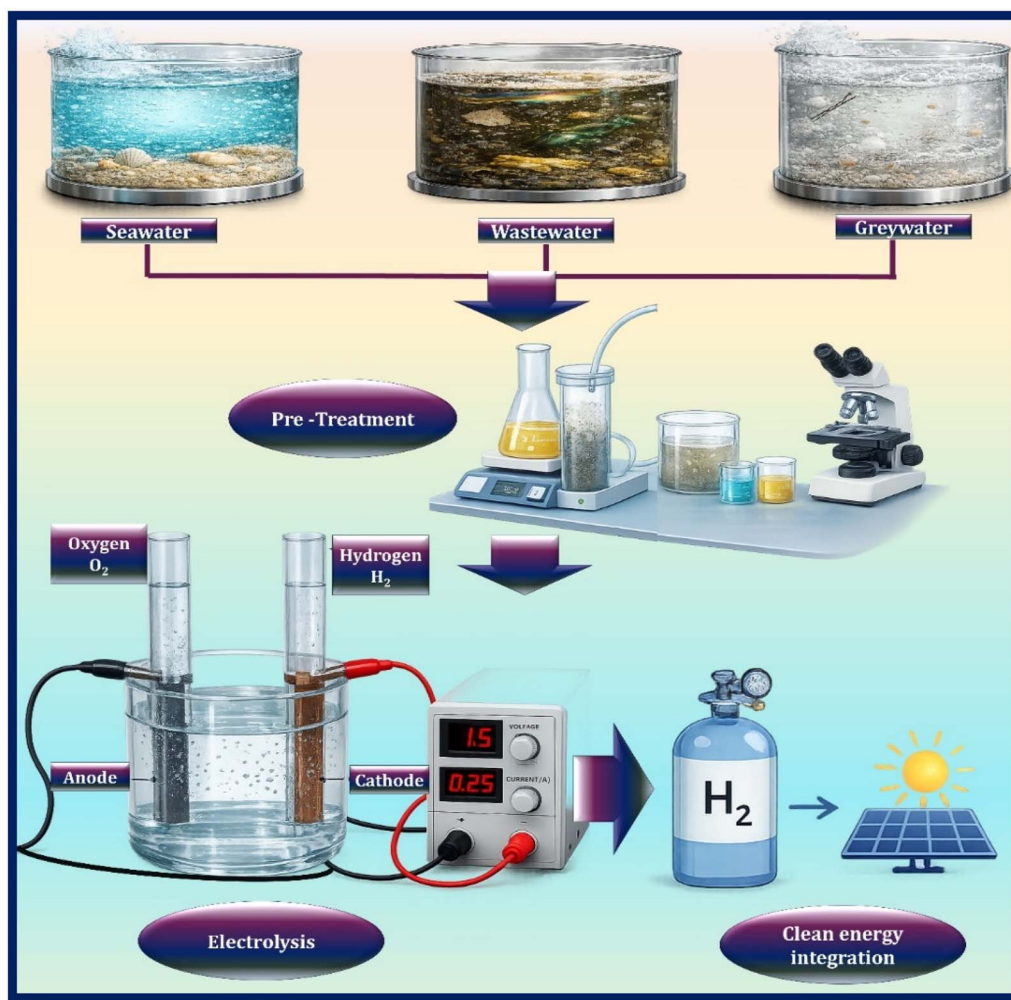 Seawater
Wastewater
Greywater
Pre -Treatment
Oxygen
O₂
Hydrogen
H₂
Anode
Cathode
VOLFAGE
1.5
CURRENT/A)
0.25
H₂
Electrolysis
Clean energy
integration